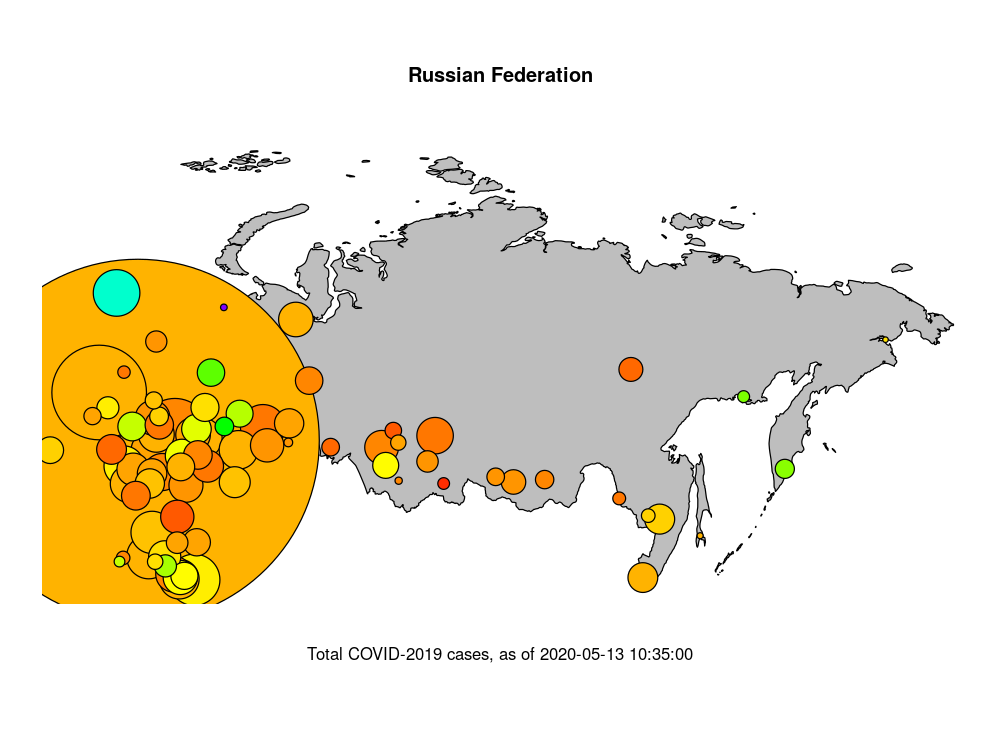 Russian Federation
Total COVID-2019 cases, as of 2020-05-13 10:35:00